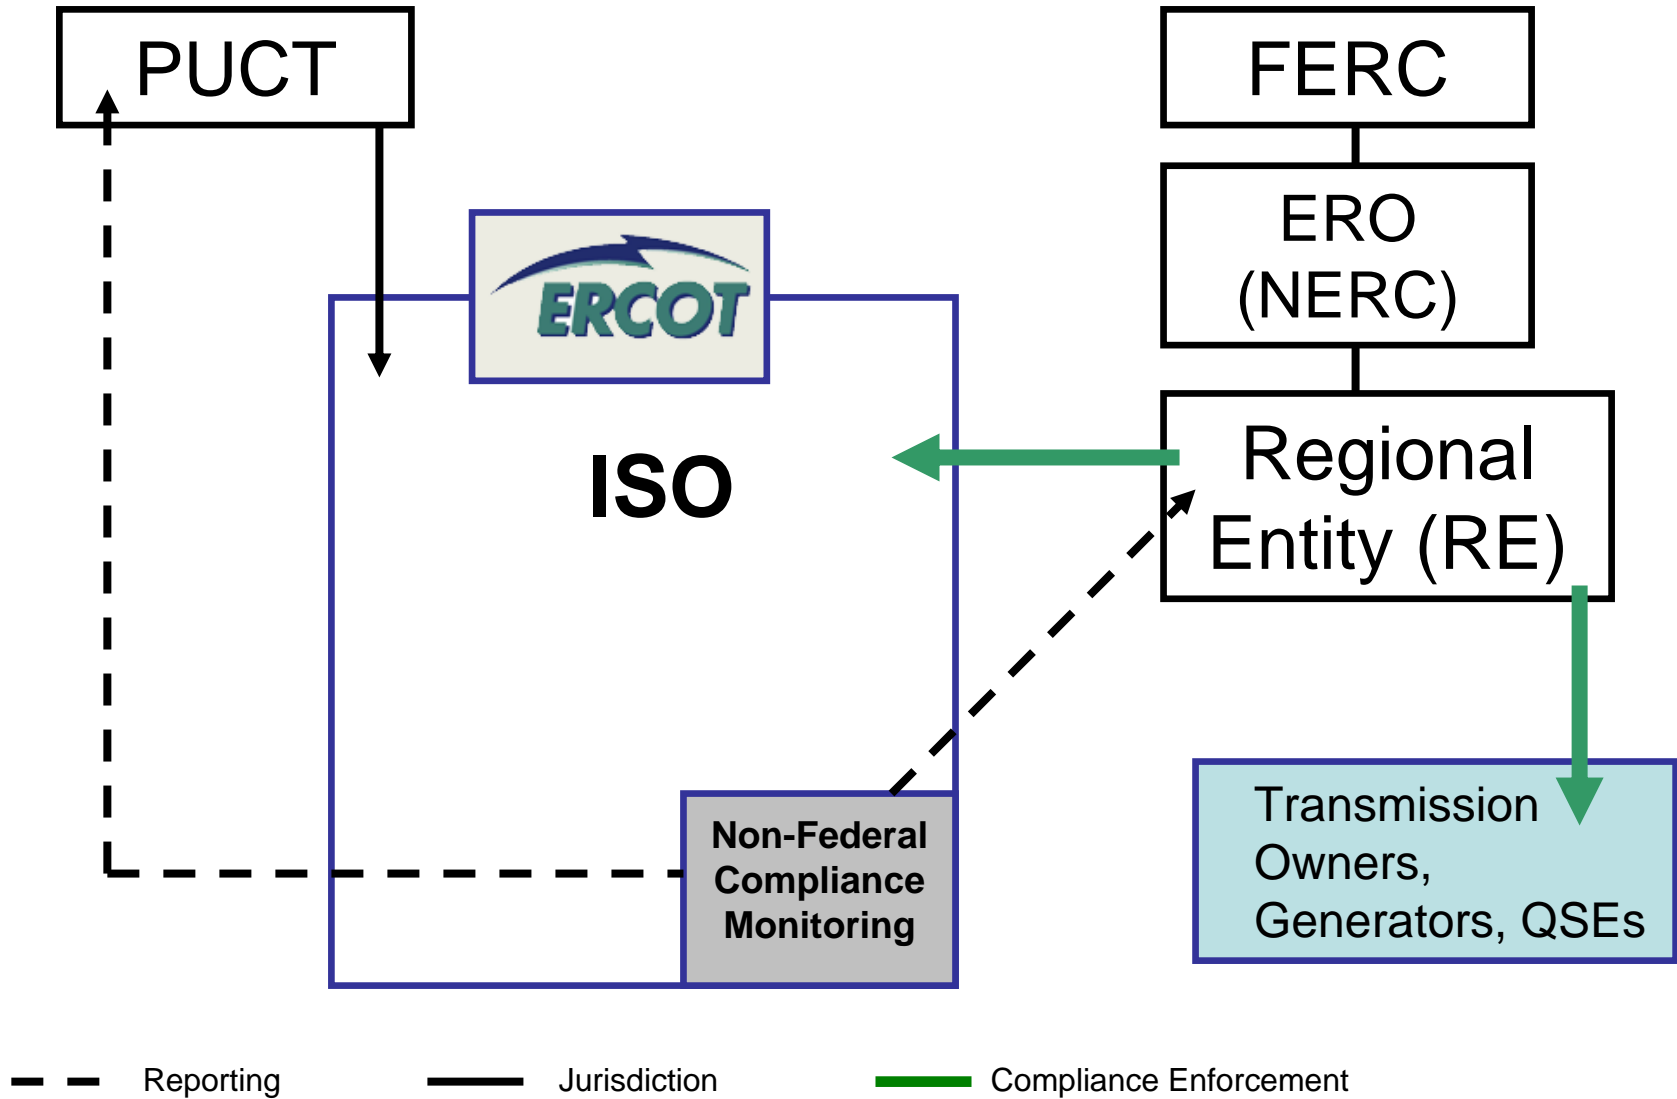 PUCT
FERC
ERO
(NERC)
ERCOT
ISO
Regional
Entity (RE)
Non-Federal
Compliance
Monitoring
Transmission
Owners,
Generators, QSEs
Reporting
Jurisdiction
Compliance Enforcement